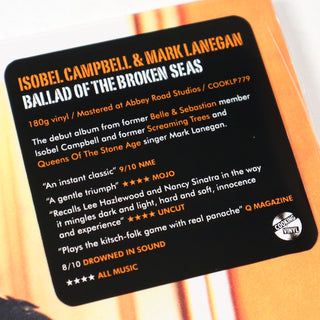 ISOBEL CAMPBELL & MARK LANEGAN
BALLAD OF THE BROKEN SEAS
180g vinyl / Mastered at Abbey Road Studios / COOKLP779
The debut album from former Belle & Sebastian member
Isobel Campbell and former Screaming Trees and
Queens Of The Stone Age singer Mark Lanegan.
"An instant classic" 9/10 NME
"A gentle triumph" ★★★★ MOJO
"Recalls Lee Hazlewood and Nancy Sinatra in the way
it mingles dark and light, hard and soft, innocence
and experience" ★★★★ UNCUT
"Plays the kitsch-folk game with real panache" Q MAGAZINE
8/10 DROWNED IN SOUND
★★★★ ALL MUSIC
COOKING
VINYL